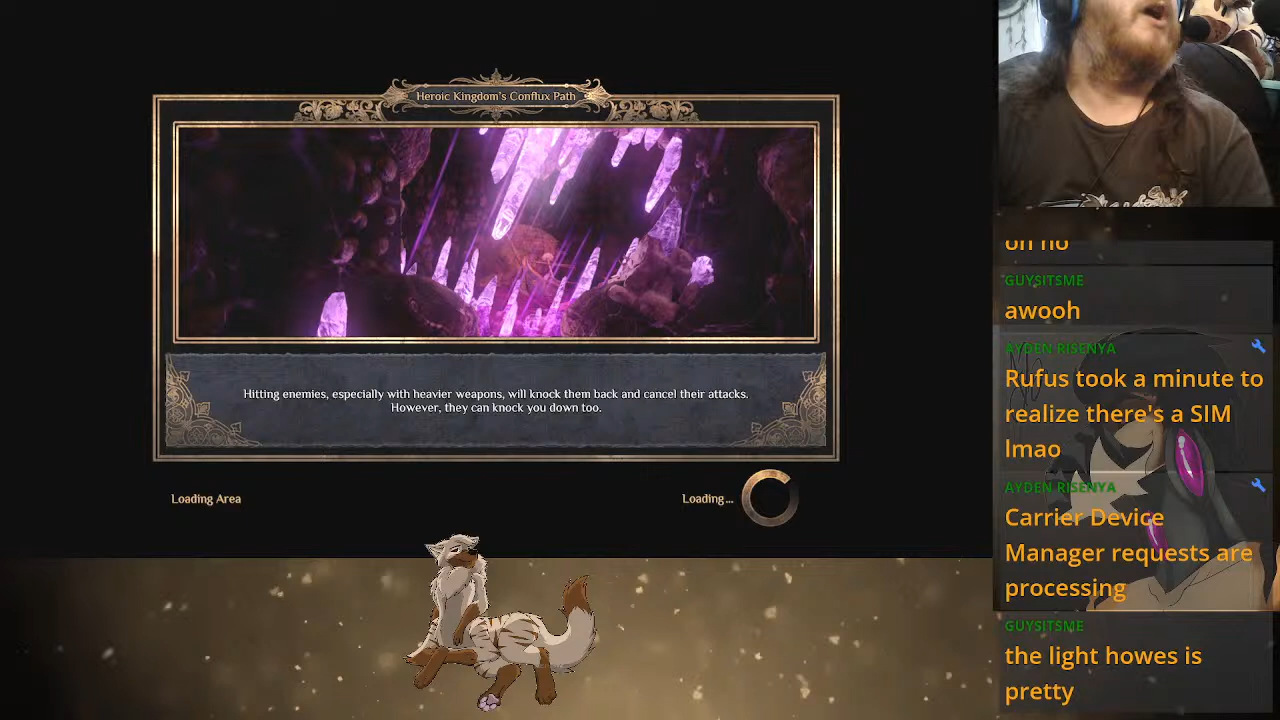 Heroic Kingdom's Conflux Path
Hitting enemies, especially with heavier weapons, will knock them back and cancel their attacks.
However, they can knock you down too.
Loading Area
Loading...
oh no
GUYSITSME
awooh
AYDEN RISENYA
Rufus took a minute to
realize there's a SIM
lmao
AYDEN RISENYA
Carrier Device
Manager requests are
processing
GUYSITSME
the light howes is
pretty